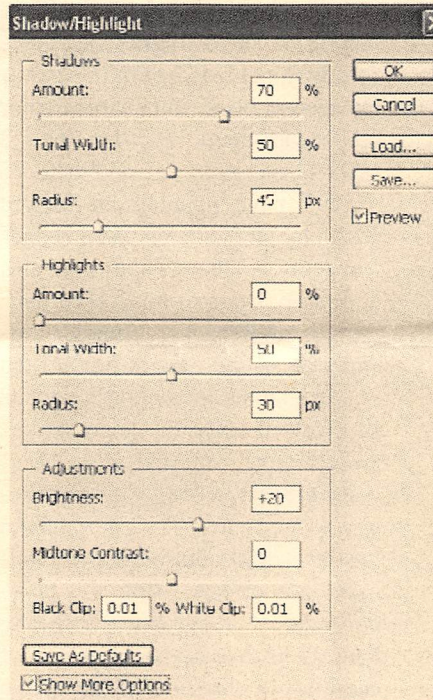 Shadow/Highlight
Shadows
Amount: 70 %
Tonal Width: 50 %
Radius: 45 px
Highlights
Amount: 0 %
Tonal Width: 50 %
Radius: 30 px
Adjustments
Brightness: +20
Midtone Contrast: 0
Black Clip: 0.01 % White Clip: 0.01 %
Save As Defaults
Show More Options
OK
Cancel
Load...
Save...
Preview